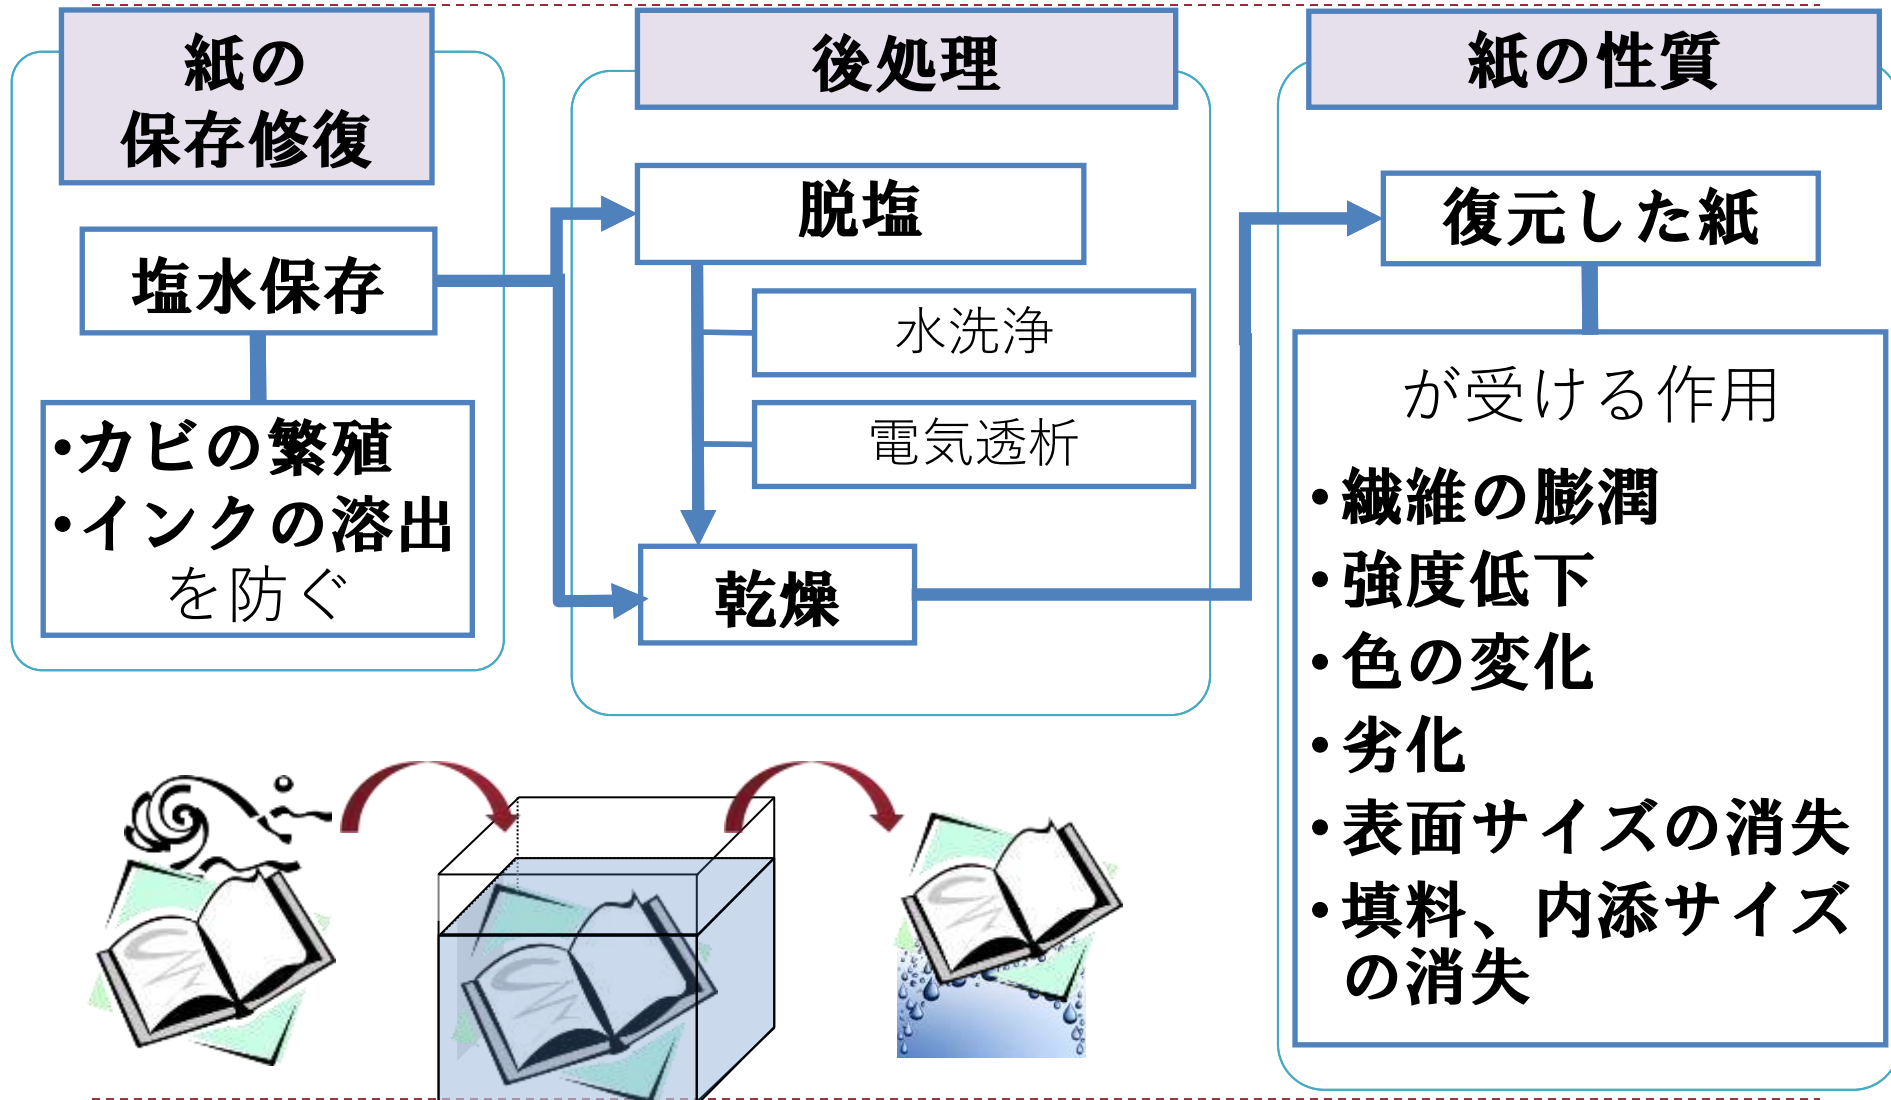 紙の
保存修復
塩水保存
・カビの繁殖
・インクの溶出
を防ぐ
後処理
脱塩
水洗浄
電気透析
乾燥
紙の性質
復元した紙
が受ける作用
・繊維の膨潤
・強度低下
・色の変化
・劣化
・表面サイズの消失
・填料、内添サイズ
の消失